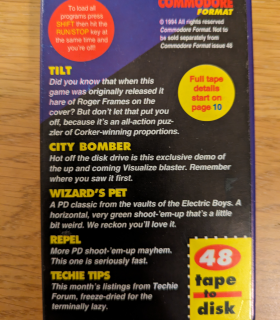 COMMODORE
FORMAT
To load all
programs press
SHIFT then hit the
RUN/STOP key at
the same time and
you're off!
© 1994 All rights reserved
Commodore Format. Not to
be sold separately from
Commodore Format issue 46
TILT
Did you know that when this
game was originally released it
hare of Roger Frames on the
cover? But don't let that put you
off, because it's an all-action puz-
zler of Corker-winning proportions.
Full tape
details
start on
page 10
CITY BOMBER
Hot off the disk drive is this exclusive demo of
the up and coming Visualize blaster. Remember
where you saw it first.
WIZARD'S PET
A PD classic from the vaults of the Electric Boys. A
horizontal, very green shoot-'em-up that's a little
bit weird. We reckon you'll love it.
REPEL
More PD shoot-'em-up mayhem.
This one is seriously fast.
TECHIE TIPS
This month's listings from Techie
Forum, freeze-dried for the
terminally lazy.
48
tape
to
disk